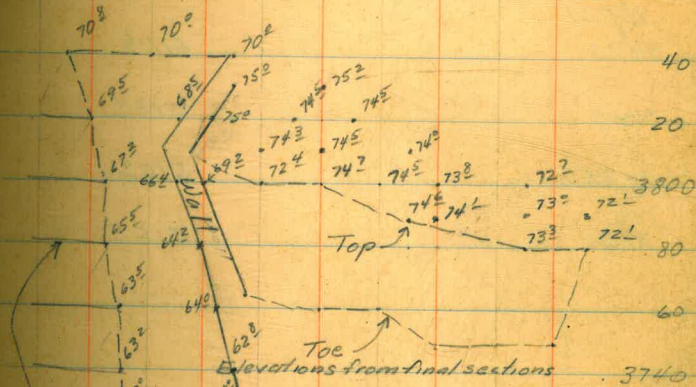 70⁸ 70⁰ 70²
40
75⁰
69⁵ 68⁵ 75⁰ 74⁵ 75² 74⁵
20
74³ 74⁵ 74⁰
67³ 66⁴ 69² 72⁴ 74⁷ 74⁵ 73⁸ 72⁷
3800
Wall
74⁶ 74¹ 73⁰ 72¹
65⁵ 64² Top 73³ 72¹
80
63⁵ 64⁰
60
63² 62⁸ Toe
Elevations from final sections
3740